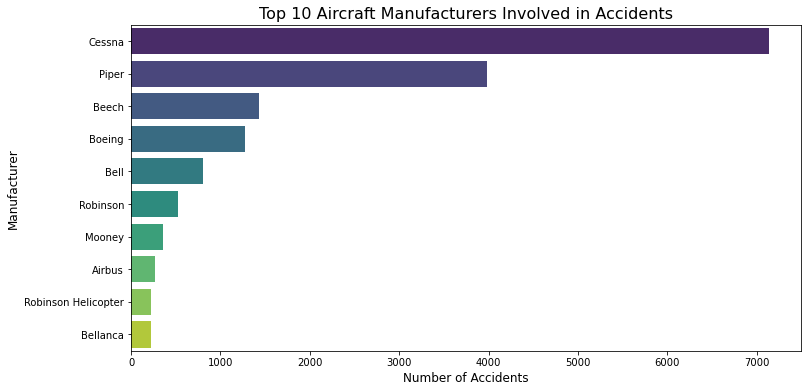 Top 10 Aircraft Manufacturers Involved in Accidents
Manufacturer
Cessna
Piper
Beech
Boeing
Bell
Robinson
Mooney
Airbus
Robinson Helicopter
Bellanca
0 1000 2000 3000 4000 5000 6000 7000
Number of Accidents